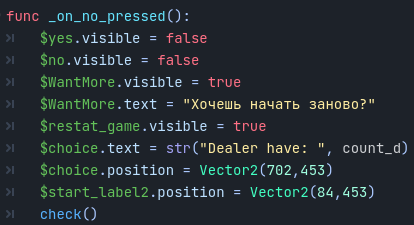 func _on_no_pressed():
$yes.visible = false
$no.visible = false
$WantMore.visible = true
$WantMore.text = "Хочешь начать заново?"
$restat_game.visible = true
$choice.text = str("Dealer have: ", count_d)
$choice.position = Vector2(702,453)
$start_label2.position = Vector2(84,453)
check()